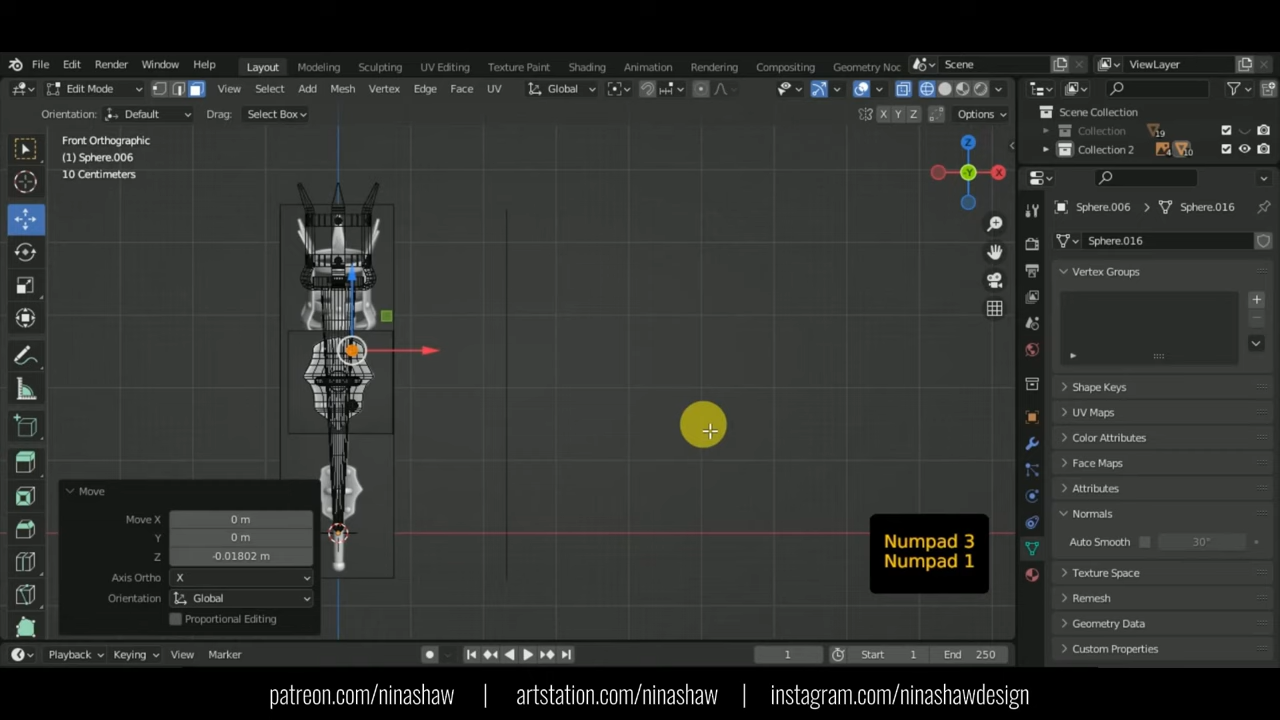 File Edit Render Window Help Layout Modeling Sculpting UV Editing Texture Paint Shading Animation Rendering Compositing Geometry Noc Scene ViewLayer
Edit Mode View Select Add Mesh Vertex Edge Face UV Global
Orientation: Default Drag: Select Box X Y Z Options
Front Orthographic
(1) Sphere.006
10 Centimeters
Z
Y
X
Move
Move X 0 m
Y 0 m
Z -0.01802 m
Axis Ortho X
Orientation Global
Proportional Editing
Numpad 3
Numpad 1
Scene Collection
Collection 19
Collection 2 4 10
Sphere.006 Sphere.016
Sphere.016
Vertex Groups
Shape Keys
UV Maps
Color Attributes
Face Maps
Attributes
Normals
Auto Smooth 30°
Texture Space
Remesh
Geometry Data
Custom Properties
Playback Keying View Marker 1 Start 1 End 250
patreon.com/ninashaw | artstation.com/ninashaw | instagram.com/ninashawdesign